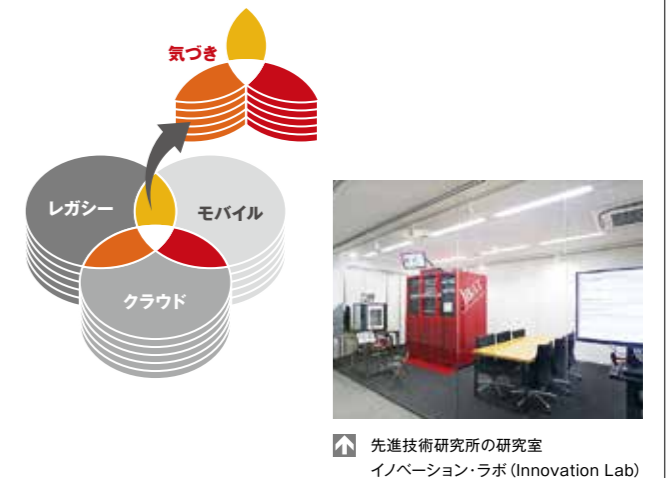 気づき
レガシー
モバイル
クラウド
先進技術研究所の研究室
イノベーション・ラボ(Innovation Lab)